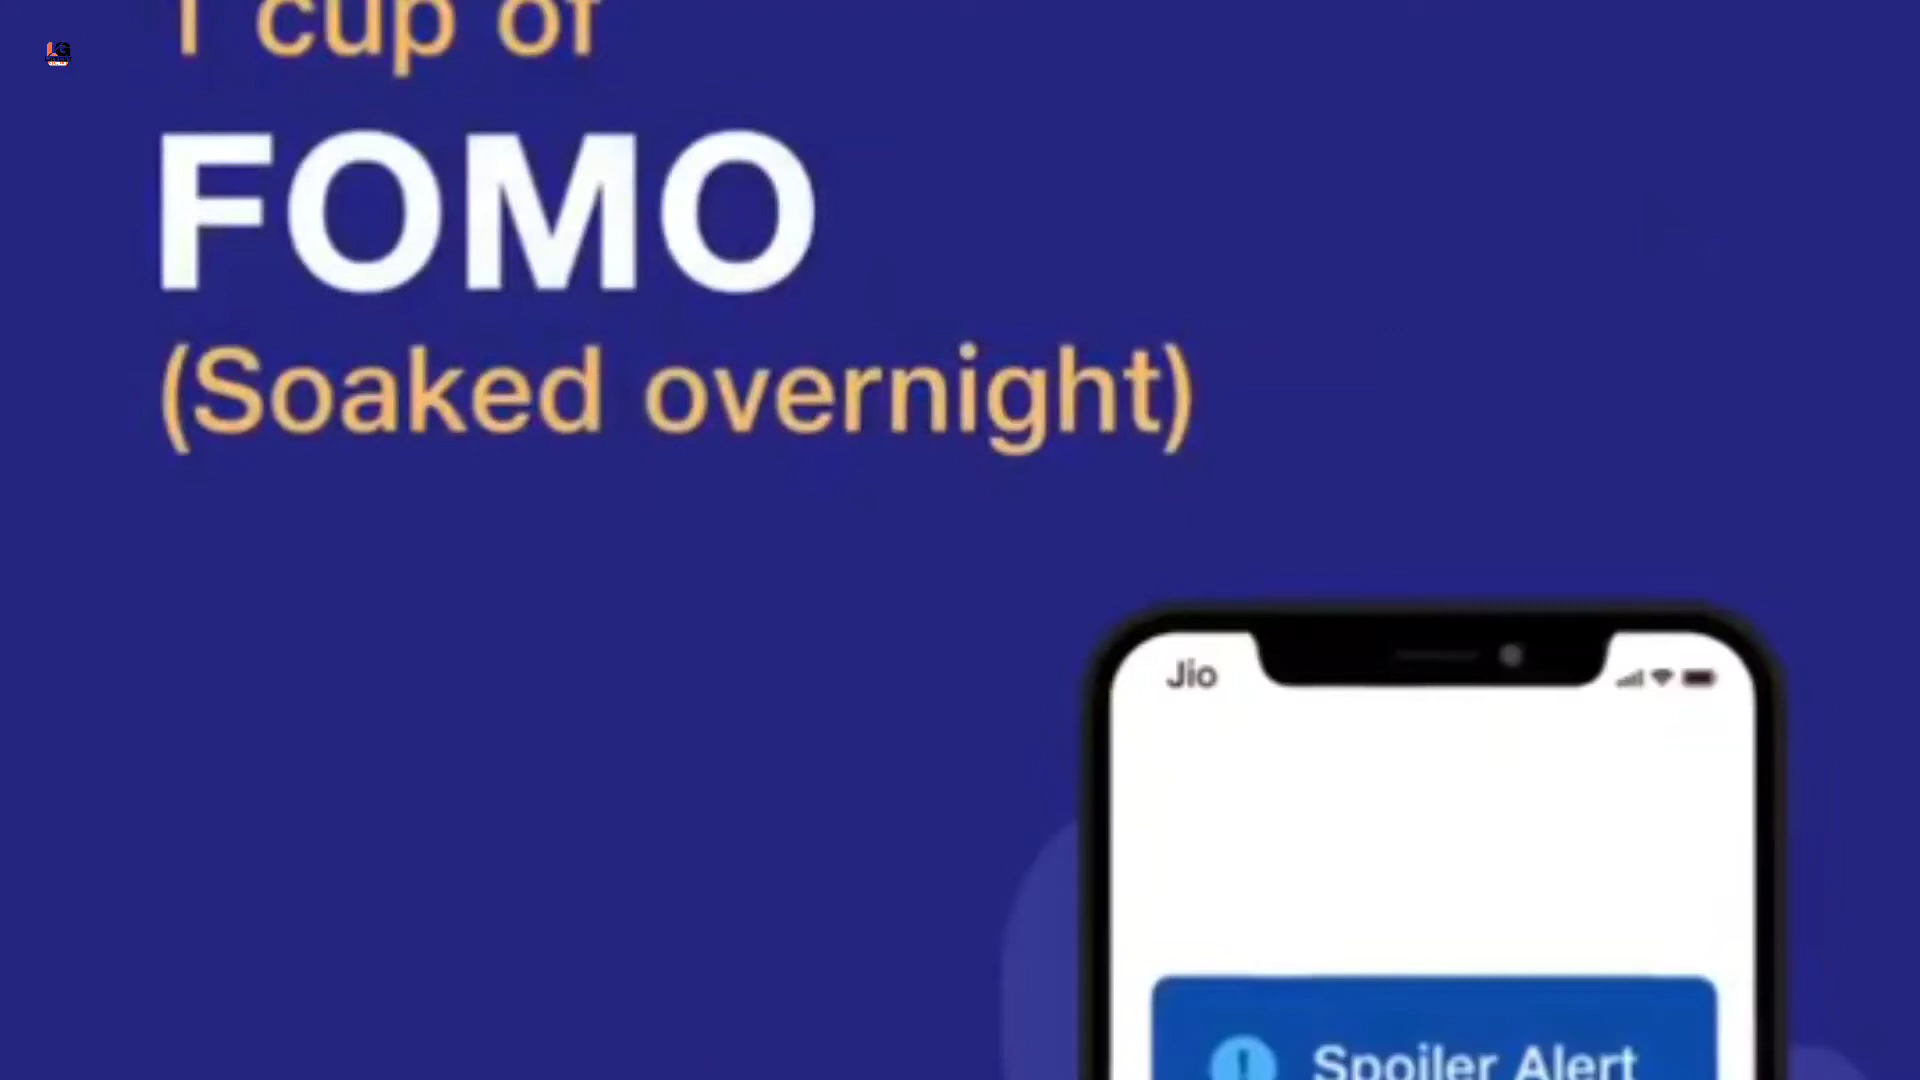 1 cup of
FOMO
(Soaked overnight)
Jio
Spoiler Alert